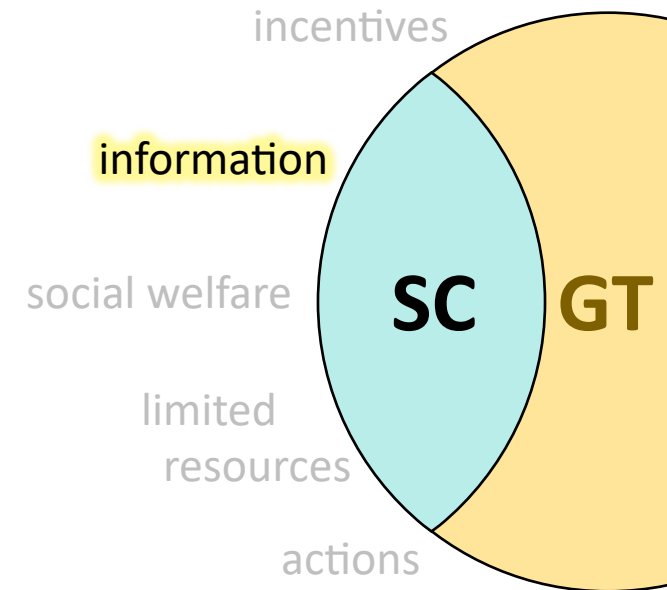 incentives
information
social welfare
SC GT
limited
resources
actions